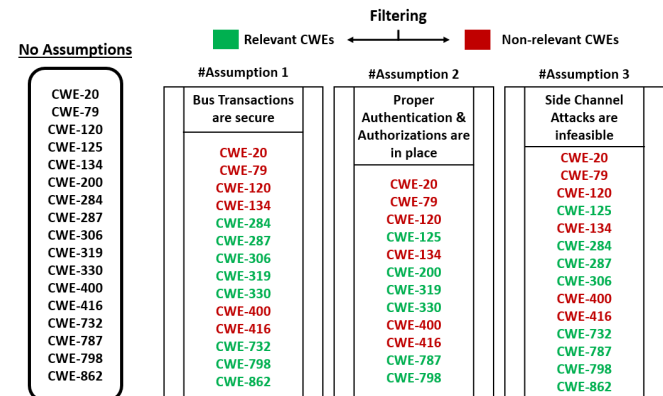 Filtering
Relevant CWEs
Non-relevant CWEs
No Assumptions
CWE-20
CWE-79
CWE-120
CWE-125
CWE-134
CWE-200
CWE-284
CWE-287
CWE-306
CWE-319
CWE-330
CWE-400
CWE-416
CWE-732
CWE-787
CWE-798
CWE-862
#Assumption 1
Bus Transactions
are secure
CWE-20
CWE-79
CWE-120
CWE-134
CWE-284
CWE-287
CWE-306
CWE-319
CWE-330
CWE-400
CWE-416
CWE-732
CWE-798
CWE-862
#Assumption 2
Proper
Authentication &
Authorizations are
in place
CWE-20
CWE-79
CWE-120
CWE-125
CWE-134
CWE-200
CWE-319
CWE-330
CWE-400
CWE-416
CWE-787
CWE-798
#Assumption 3
Side Channel
Attacks are
infeasible
CWE-20
CWE-79
CWE-120
CWE-125
CWE-134
CWE-284
CWE-287
CWE-306
CWE-400
CWE-416
CWE-732
CWE-787
CWE-798
CWE-862